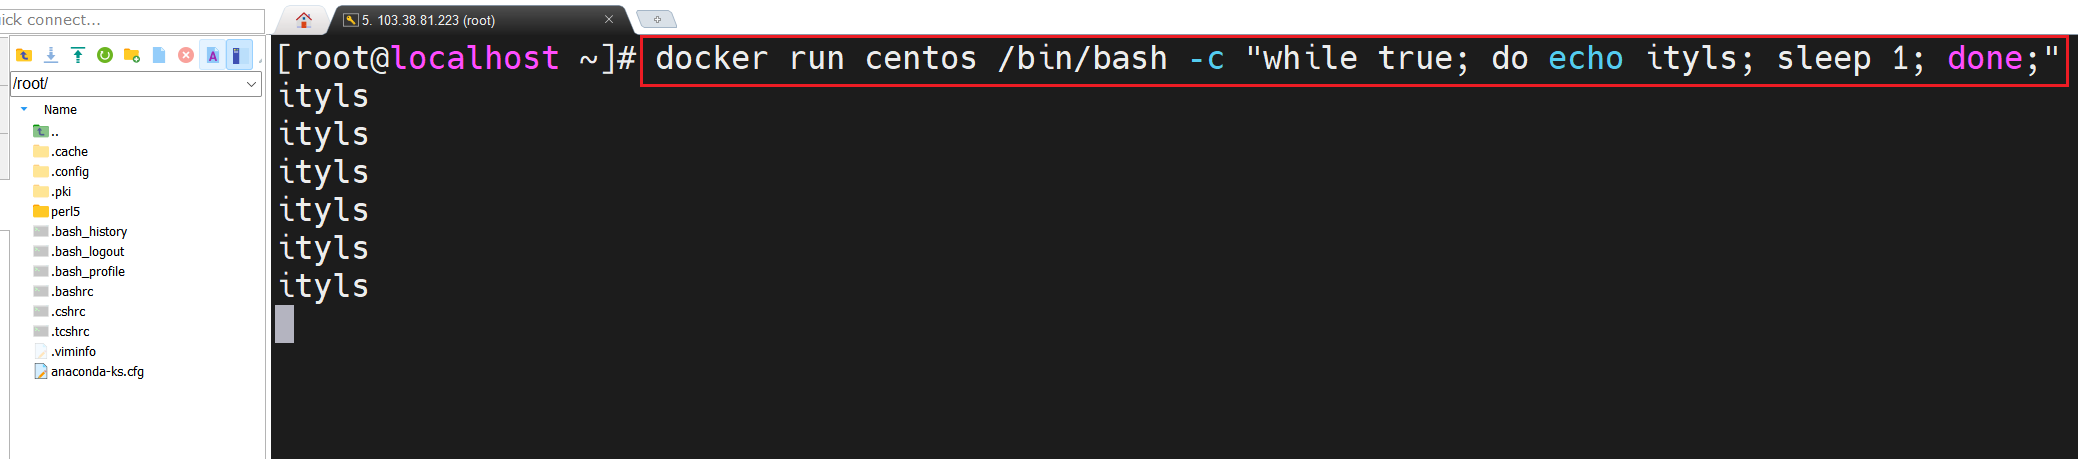 ick connect...
5. 103.38.81.223 (root)
/root/
Name
..
.cache
.config
.pki
perl5
.bash_history
.bash_logout
.bash_profile
.bashrc
.cshrc
.tcshrc
.viminfo
anaconda-ks.cfg
[root@localhost ~]# docker run centos /bin/bash -c "while true; do echo ityls; sleep 1; done;"
ityls
ityls
ityls
ityls
ityls
ityls